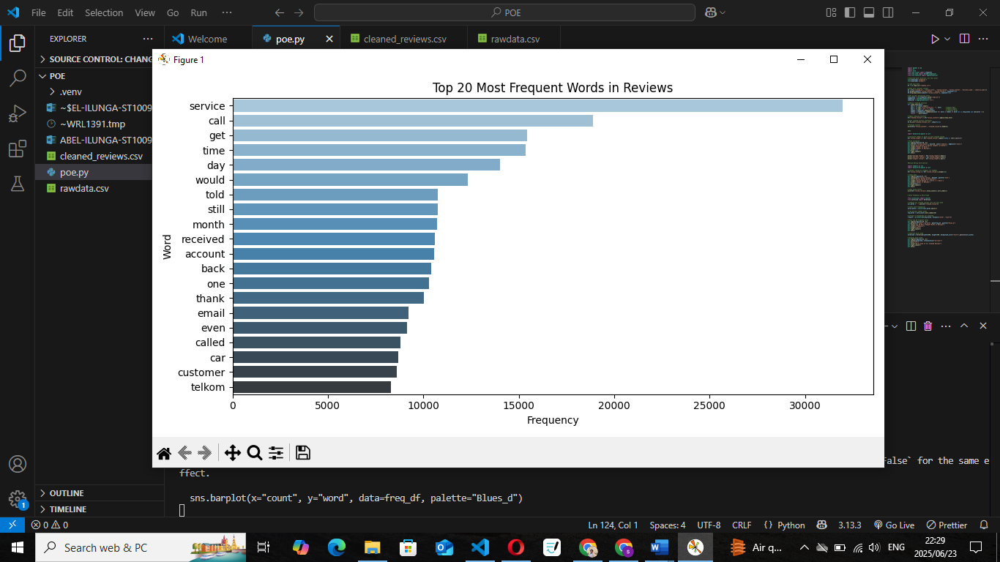 File Edit Selection View Go Run ···
POE
EXPLORER
Welcome
poe.py
cleaned_reviews.csv
rawdata.csv
SOURCE CONTROL: CHANG
POE
.venv
~$EL-ILUNGA-ST1009
~WRL1391.tmp
ABEL-ILUNGA-ST1009
cleaned_reviews.csv
poe.py
rawdata.csv
OUTLINE
TIMELINE
Figure 1
Top 20 Most Frequent Words in Reviews
Word
service
call
get
time
day
would
told
still
month
received
account
back
one
thank
email
even
called
car
customer
telkom
0 5000 10000 15000 20000 25000 30000
Frequency
False` for the same e
ffect.
sns.barplot(x="count", y="word", data=freq_df, palette="Blues_d")
1
0 0
Ln 124, Col 1 Spaces: 4 UTF-8 CRLF {} Python 3.13.3 Go Live Prettier
Search web & PC
Air q...
ENG
22:29
2025/06/23